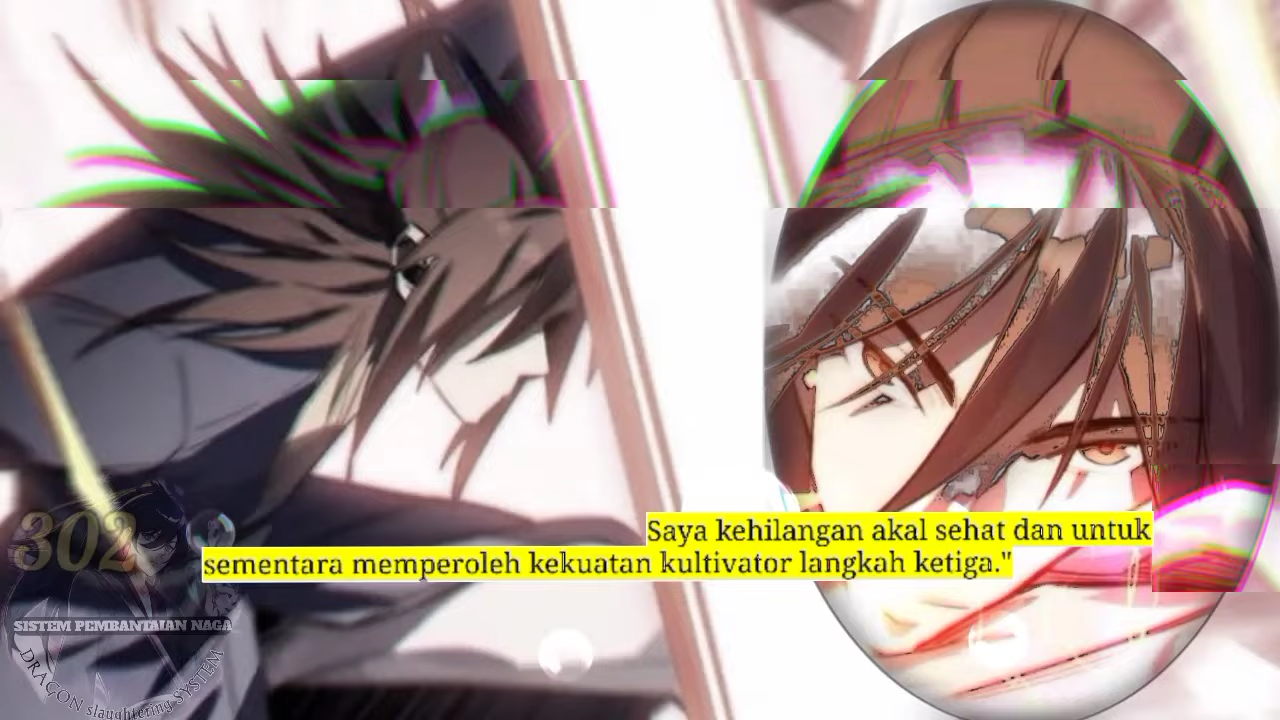 Saya kehilangan akal sehat dan untuk
sementara memperoleh kekuatan kultivator langkah ketiga."
302
SISTEM PEMBANTAIAN NAGA
DRAGON slaughtering SYSTEM